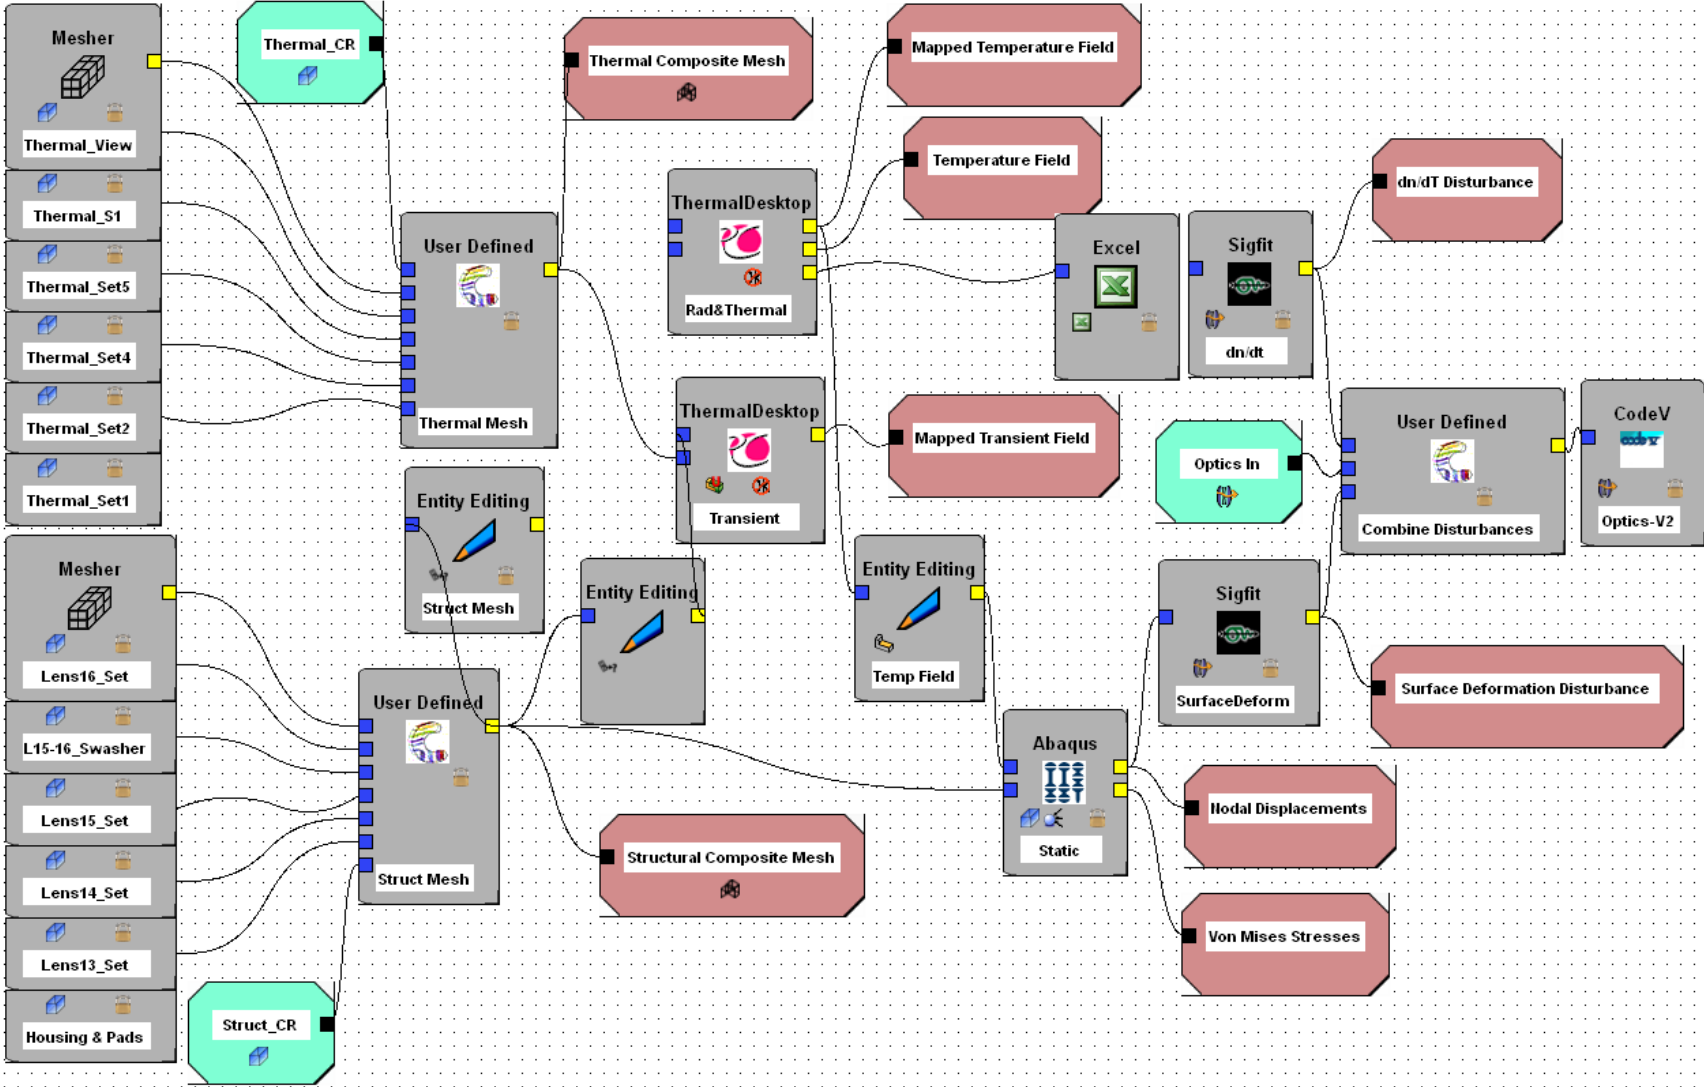 Mesher
Thermal_View
Thermal_S1
Thermal_Set5
Thermal_Set4
Thermal_Set2
Thermal_Set1
Thermal_CR
User Defined
Thermal Mesh
Thermal Composite Mesh
ThermalDesktop
Rad&Thermal
Mapped Temperature Field
Temperature Field
Excel
Sigfit
dn/dt
dn/dT Disturbance
ThermalDesktop
Transient
Mapped Transient Field
Optics In
User Defined
Combine Disturbances
CodeV
code V
Optics-V2
Mesher
Lens16_Set
L15-16_Swasher
Lens15_Set
Lens14_Set
Lens13_Set
Housing & Pads
Struct_CR
Entity Editing
Struct Mesh
User Defined
Struct Mesh
Entity Editing
Structural Composite Mesh
Entity Editing
Temp Field
Abaqus
Static
Sigfit
SurfaceDeform
Surface Deformation Disturbance
Nodal Displacements
Von Mises Stresses